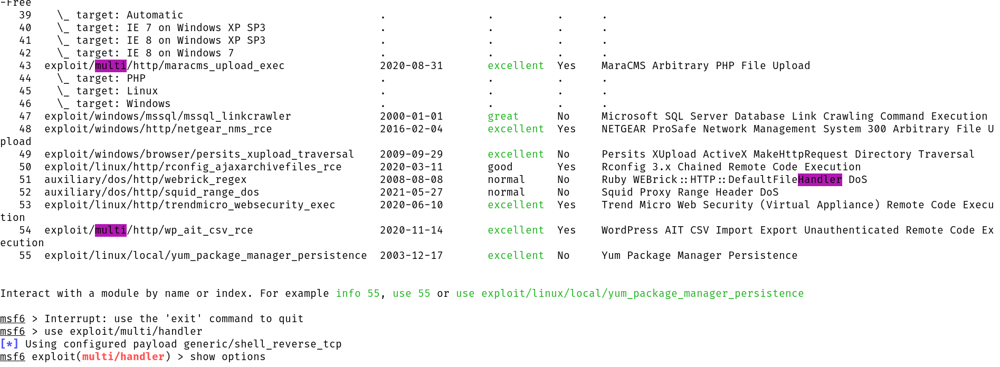 -Free
39 \_ target: Automatic . . . .
40 \_ target: IE 7 on Windows XP SP3 . . . .
41 \_ target: IE 8 on Windows XP SP3 . . . .
42 \_ target: IE 8 on Windows 7 . . . .
43 exploit/multi/http/maracms_upload_exec 2020-08-31 excellent Yes MaraCMS Arbitrary PHP File Upload
44 \_ target: PHP . . . .
45 \_ target: Linux . . . .
46 \_ target: Windows . . . .
47 exploit/windows/mssql/mssql_linkcrawler 2000-01-01 great No Microsoft SQL Server Database Link Crawling Command Execution
48 exploit/windows/http/netgear_nms_rce 2016-02-04 excellent Yes NETGEAR ProSafe Network Management System 300 Arbitrary File U
pload
49 exploit/windows/browser/persits_xupload_traversal 2009-09-29 excellent No Persits XUpload ActiveX MakeHttpRequest Directory Traversal
50 exploit/linux/http/rconfig_ajaxarchivefiles_rce 2020-03-11 good Yes Rconfig 3.x Chained Remote Code Execution
51 auxiliary/dos/http/webrick_regex 2008-08-08 normal No Ruby WEBrick::HTTP::DefaultFileHandler DoS
52 auxiliary/dos/http/squid_range_dos 2021-05-27 normal No Squid Proxy Range Header DoS
53 exploit/linux/http/trendmicro_websecurity_exec 2020-06-10 excellent Yes Trend Micro Web Security (Virtual Appliance) Remote Code Execu
tion
54 exploit/multi/http/wp_ait_csv_rce 2020-11-14 excellent Yes WordPress AIT CSV Import Export Unauthenticated Remote Code Ex
ecution
55 exploit/linux/local/yum_package_manager_persistence 2003-12-17 excellent No Yum Package Manager Persistence
Interact with a module by name or index. For example info 55, use 55 or use exploit/linux/local/yum_package_manager_persistence
msf6 > Interrupt: use the 'exit' command to quit
msf6 > use exploit/multi/handler
[*] Using configured payload generic/shell_reverse_tcp
msf6 exploit(multi/handler) > show options